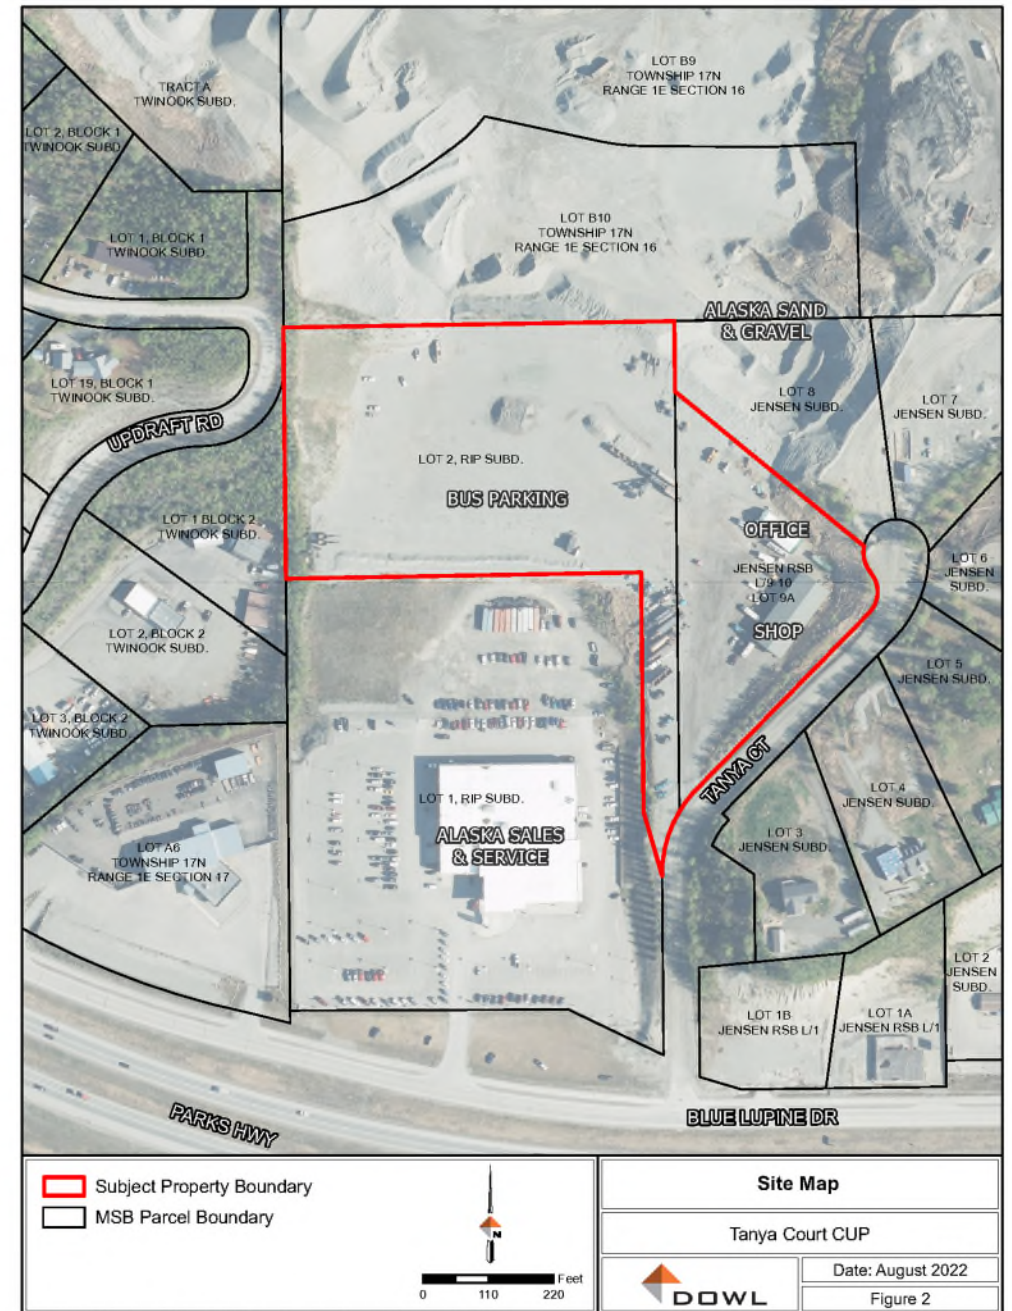 LOT B9
TOWNSHIP 17N
RANGE 1E SECTION 16
TRACT A
TWINOOK SUBD.
LOT 2, BLOCK 1
TWINOOK SUBD.
LOT 1, BLOCK 1
TWINOOK SUBD.
LOT B10
TOWNSHIP 17N
RANGE 1E SECTION 16
ALASKA SAND
& GRAVEL
LOT 19, BLOCK 1
TWINOOK SUBD.
LOT 8
JENSEN SUBD.
LOT 7
JENSEN SUBD.
UPDRAFT RD
LOT 2, RIP SUBD.
BUS PARKING
LOT 1 BLOCK 2
TWINOOK SUBD.
OFFICE
JENSEN RSB
L/9-10
LOT 9A
LOT 6
JENSEN
SUBD.
SHOP
LOT 2, BLOCK 2
TWINOOK SUBD.
LOT 5
JENSEN SUBD.
LOT 3, BLOCK 2
TWINOOK SUBD.
TANYA CT
LOT 4
JENSEN SUBD.
LOT 1, RIP SUBD.
ALASKA SALES
& SERVICE
LOT 3
JENSEN SUBD.
LOT A6
TOWNSHIP 17N
RANGE 1E SECTION 17
LOT 2
JENSEN
SUBD.
LOT 1B
JENSEN RSB L/1
LOT 1A
JENSEN RSB L/1
PARKS HWY
BLUE LUPINE DR
Subject Property Boundary
MSB Parcel Boundary
N
Feet
0 110 220
Site Map
Tanya Court CUP
DOWL
Date: August 2022
Figure 2